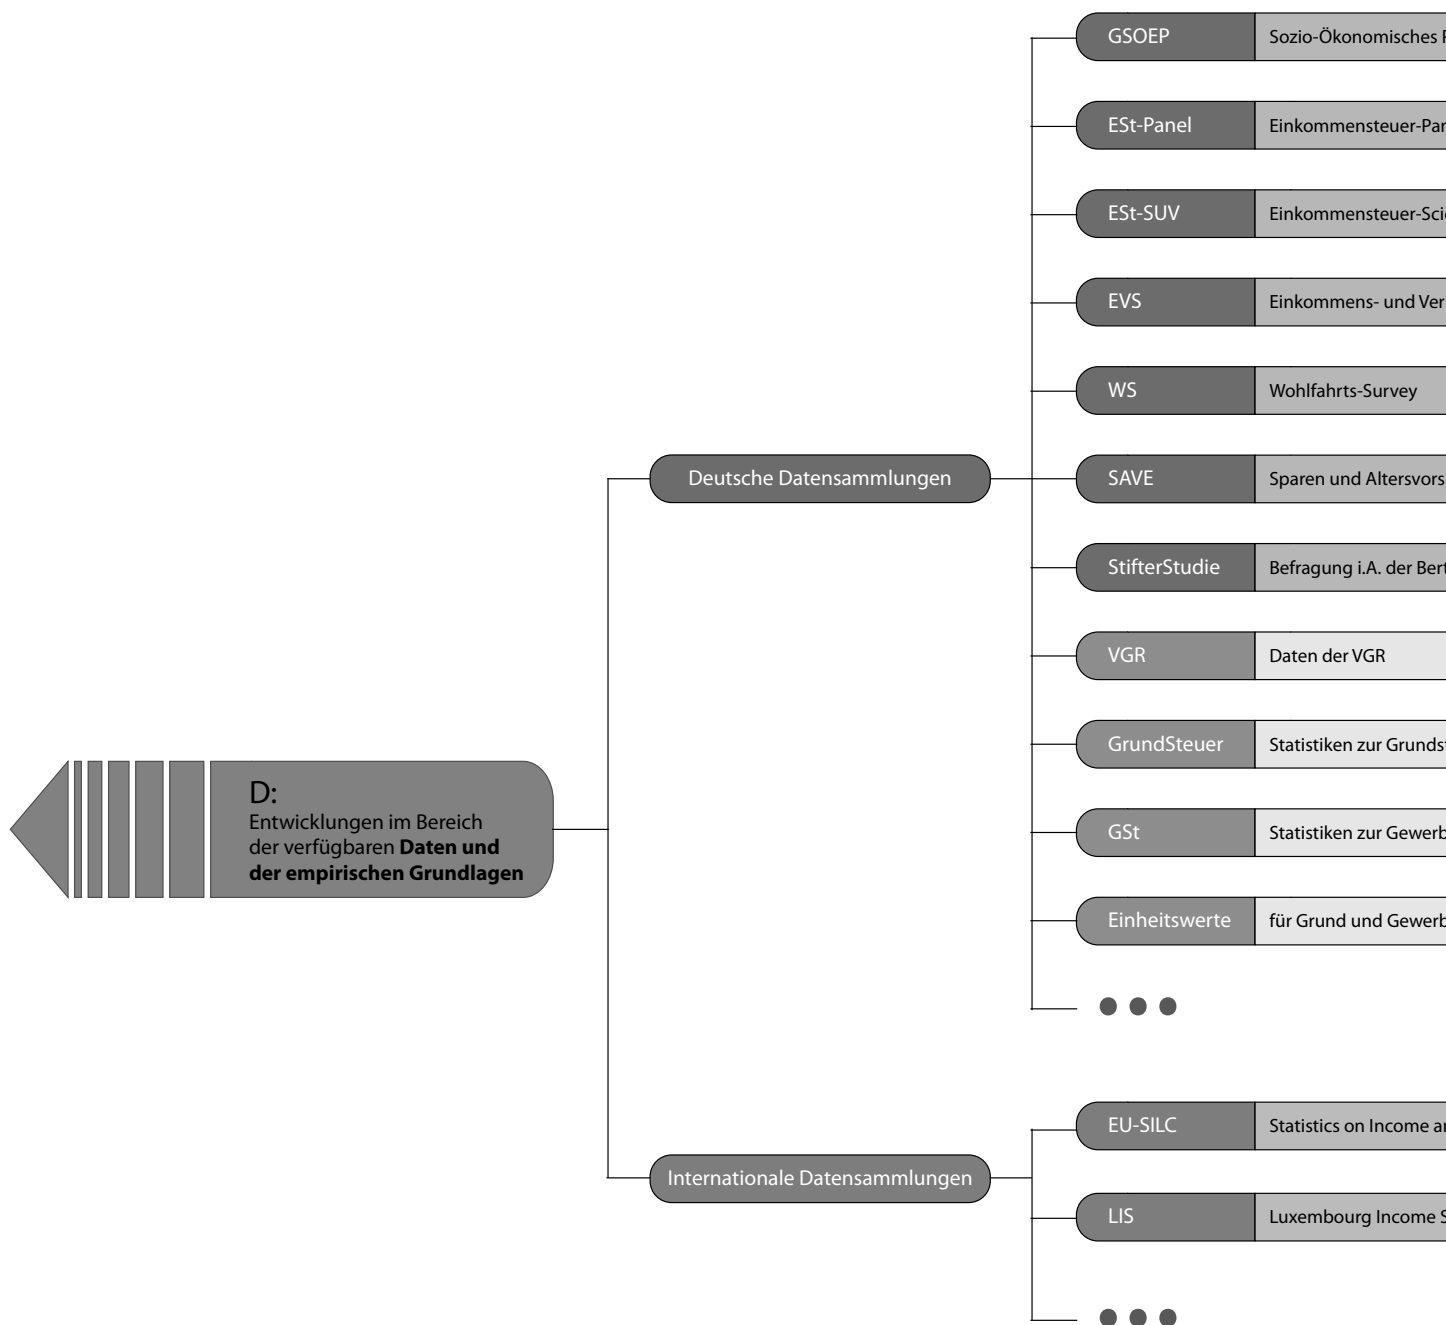 GSOEP Sozio-Ökonomisches
ESt-Panel
ESt-SUV
EVS Einkommens- und
WS Wohlfahrts-Survey
Deutsche Datensammlungen
SAVE Sparen und
StifterStudie Befragung i.A. der
VGR Daten der VGR
D:
Entwicklungen im Bereich
der verfügbaren Daten und
der empirischen Grundlagen
GrundSteuer Statistiken zur
GSt Statistiken zur
Einheitswerte für Grund und
Internationale Datensammlungen
EU-SILC Statistics on Income
LIS Luxembourg Income